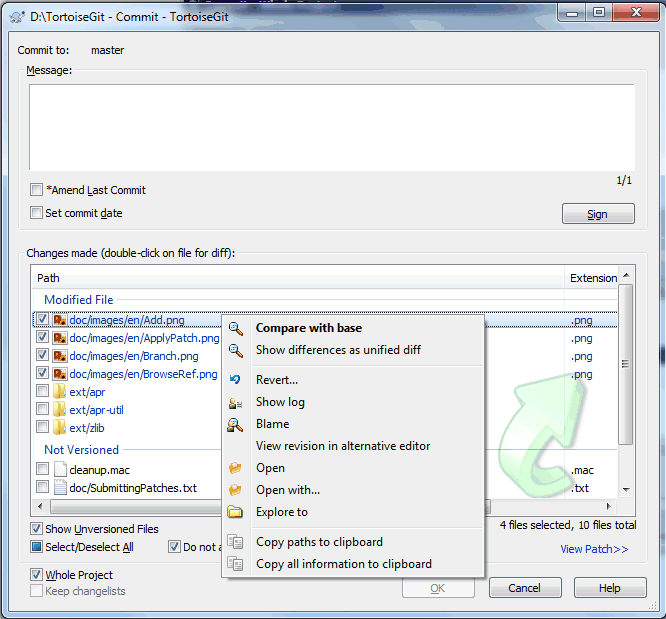 D:\TortoiseGit - Commit - TortoiseGit
Commit to: master
Message:
1/1
*Amend Last Commit
Set commit date
Sign
Changes made (double-click on file for diff):
Path Extension
Modified File
doc/images/en/Add.png .png
doc/images/en/ApplyPatch.png .png
doc/images/en/Branch.png .png
doc/images/en/BrowseRef.png .png
ext/apr
ext/apr-util
ext/zlib
Not Versioned
cleanup.mac .mac
doc/SubmittingPatches.txt .txt
Compare with base
Show differences as unified diff
Revert...
Show log
Blame
View revision in alternative editor
Open
Open with...
Explore to
Copy paths to clipboard
Copy all information to clipboard
Show Unversioned Files
4 files selected, 10 files total
Select/Deselect All
Do not a
View Patch>>
Whole Project
Keep changelists
OK
Cancel
Help